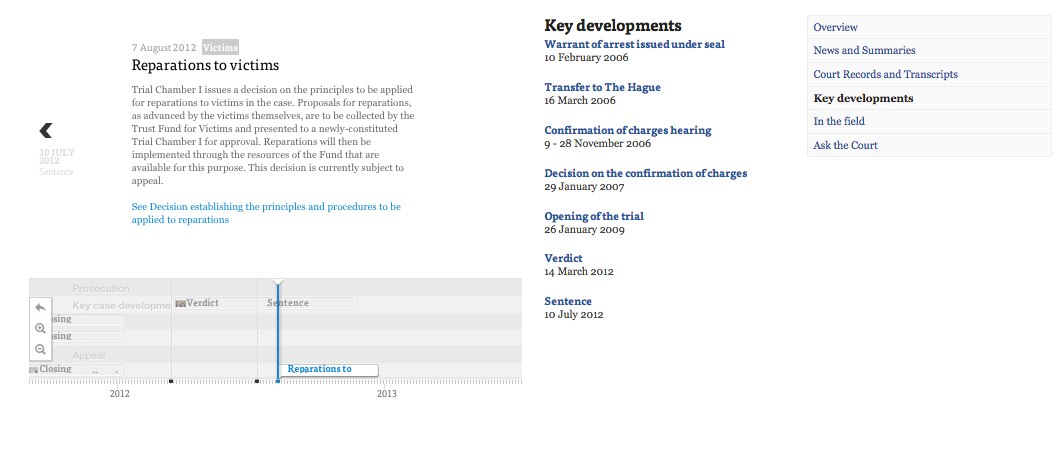 7 August 2012 Victims
Reparations to victims
Trial Chamber I issues a decision on the principles to be applied
for reparations to victims in the case. Proposals for reparations,
as advanced by the victims themselves, are to be collected by the
Trust Fund for Victims and presented to a newly-constituted
Trial Chamber I for approval. Reparations will then be
implemented through the resources of the Fund that are
available for this purpose. This decision is currently subject to
appeal.
See Decision establishing the principles and procedures to be
applied to reparations
10 JULY
2012
Sentence
Prosecution
Key case developme
Verdict
Sentence
osing
osing
Appeal
Closing
Reparations to
2012
2013
Key developments
Warrant of arrest issued under seal
10 February 2006
Transfer to The Hague
16 March 2006
Confirmation of charges hearing
9 - 28 November 2006
Decision on the confirmation of charges
29 January 2007
Opening of the trial
26 January 2009
Verdict
14 March 2012
Sentence
10 July 2012
Overview
News and Summaries
Court Records and Transcripts
Key developments
In the field
Ask the Court